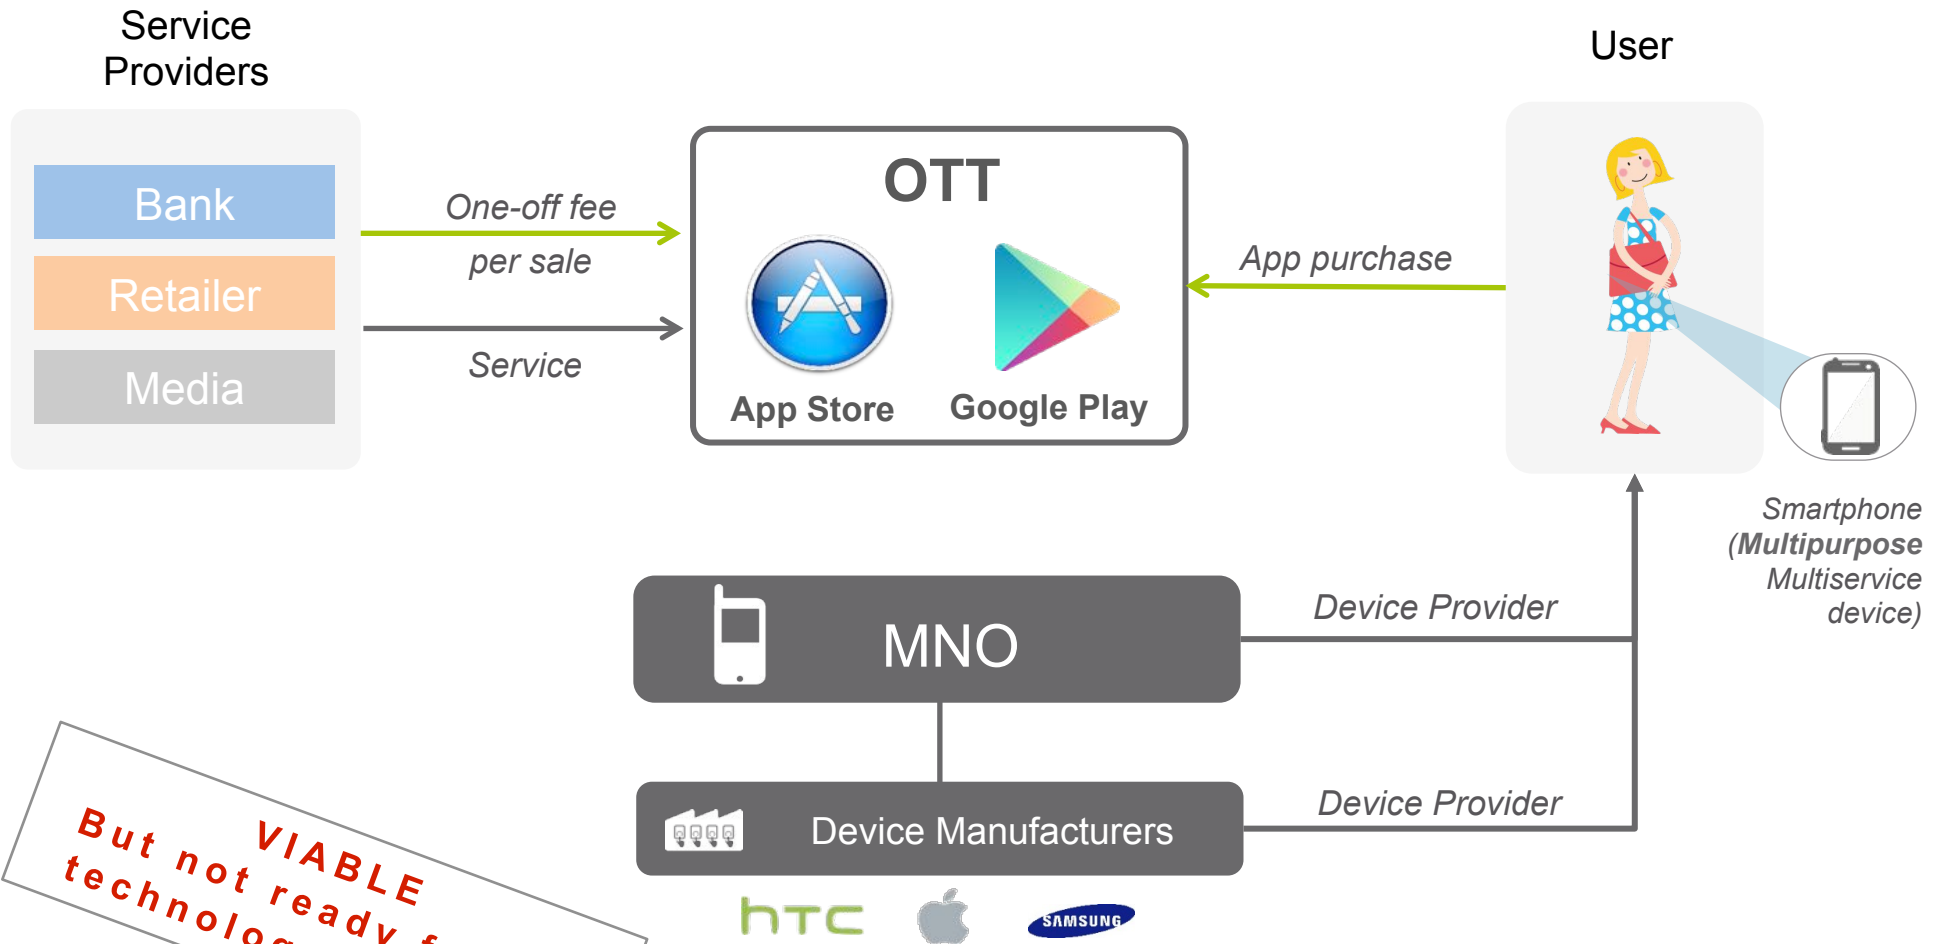 Service
Providers
User
Bank
Retailer
Media
One-off fee
per sale
Service
OTT
App Store
Google Play
App purchase
Smartphone
(Multipurpose
Multiservice
device)
MNO
Device Provider
Device Manufacturers
Device Provider
VIABLE
But not ready
hTC
SAMSUNG